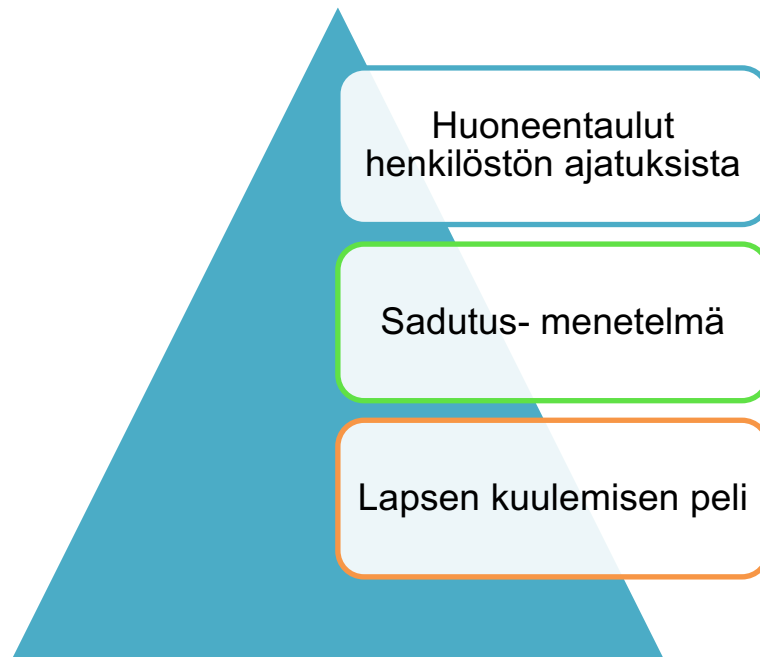 Huoneentaulut
henkilöstön ajatuksista
Sadutus- menetelmä
Lapsen kuulemisen peli